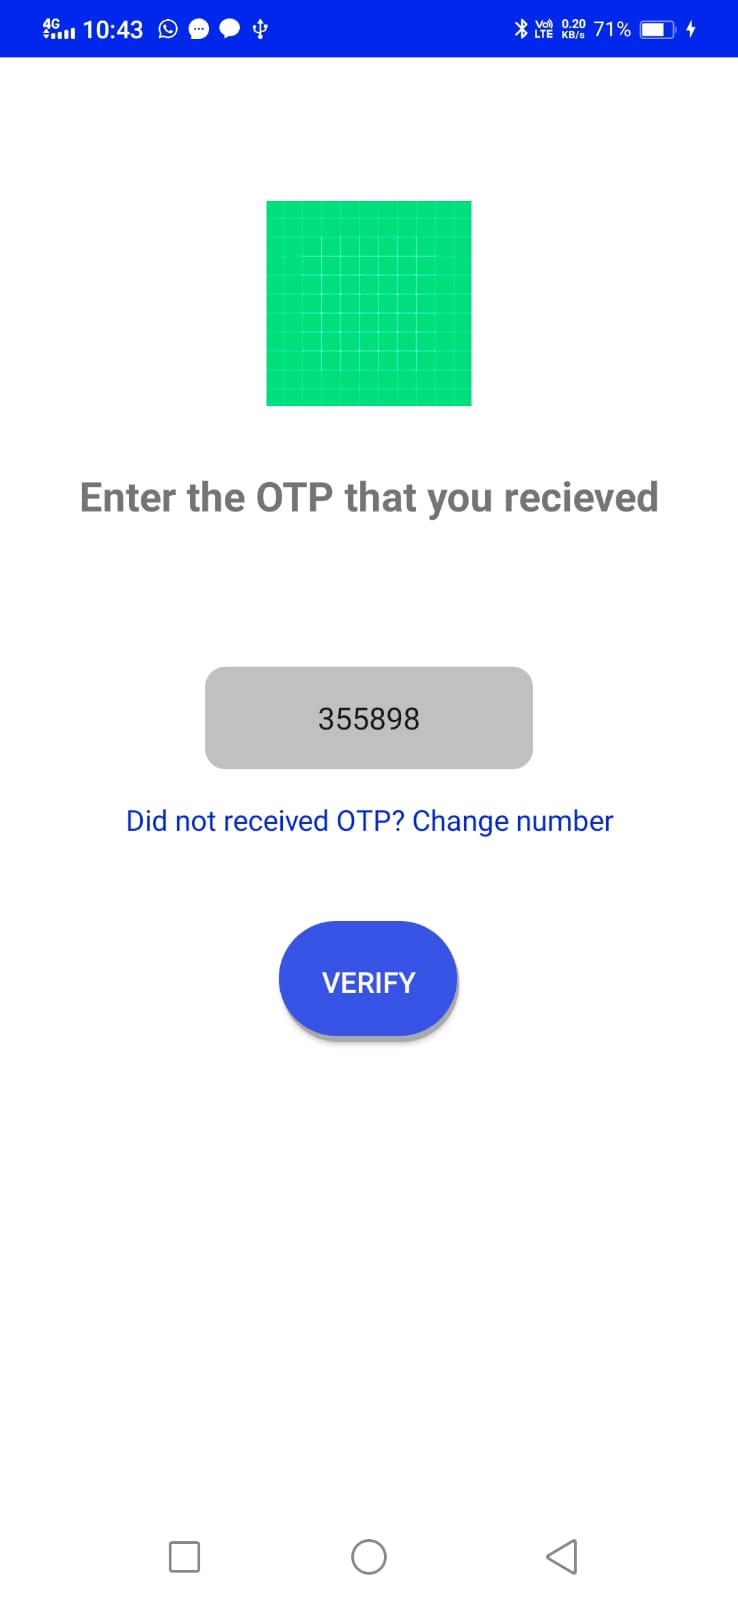 4G 10:43 Vo) LTE 0.20 KB/s 71%
Enter the OTP that you recieved
355898
Did not received OTP? Change number
VERIFY